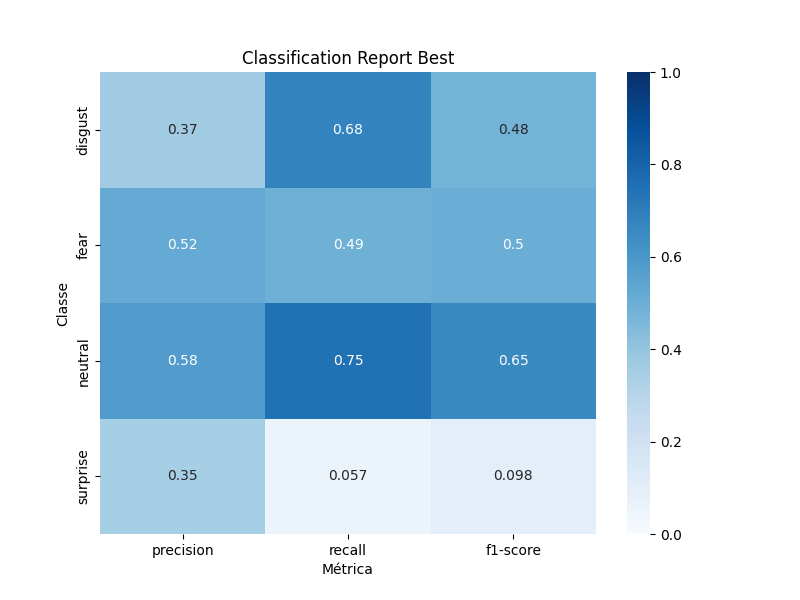 Classification Report Best
disgust 0.37 0.68 0.48
fear 0.52 0.49 0.5
neutral 0.58 0.75 0.65
surprise 0.35 0.057 0.098
precision recall f1-score
Métrica
Classe
1.0
0.8
0.6
0.4
0.2
0.0